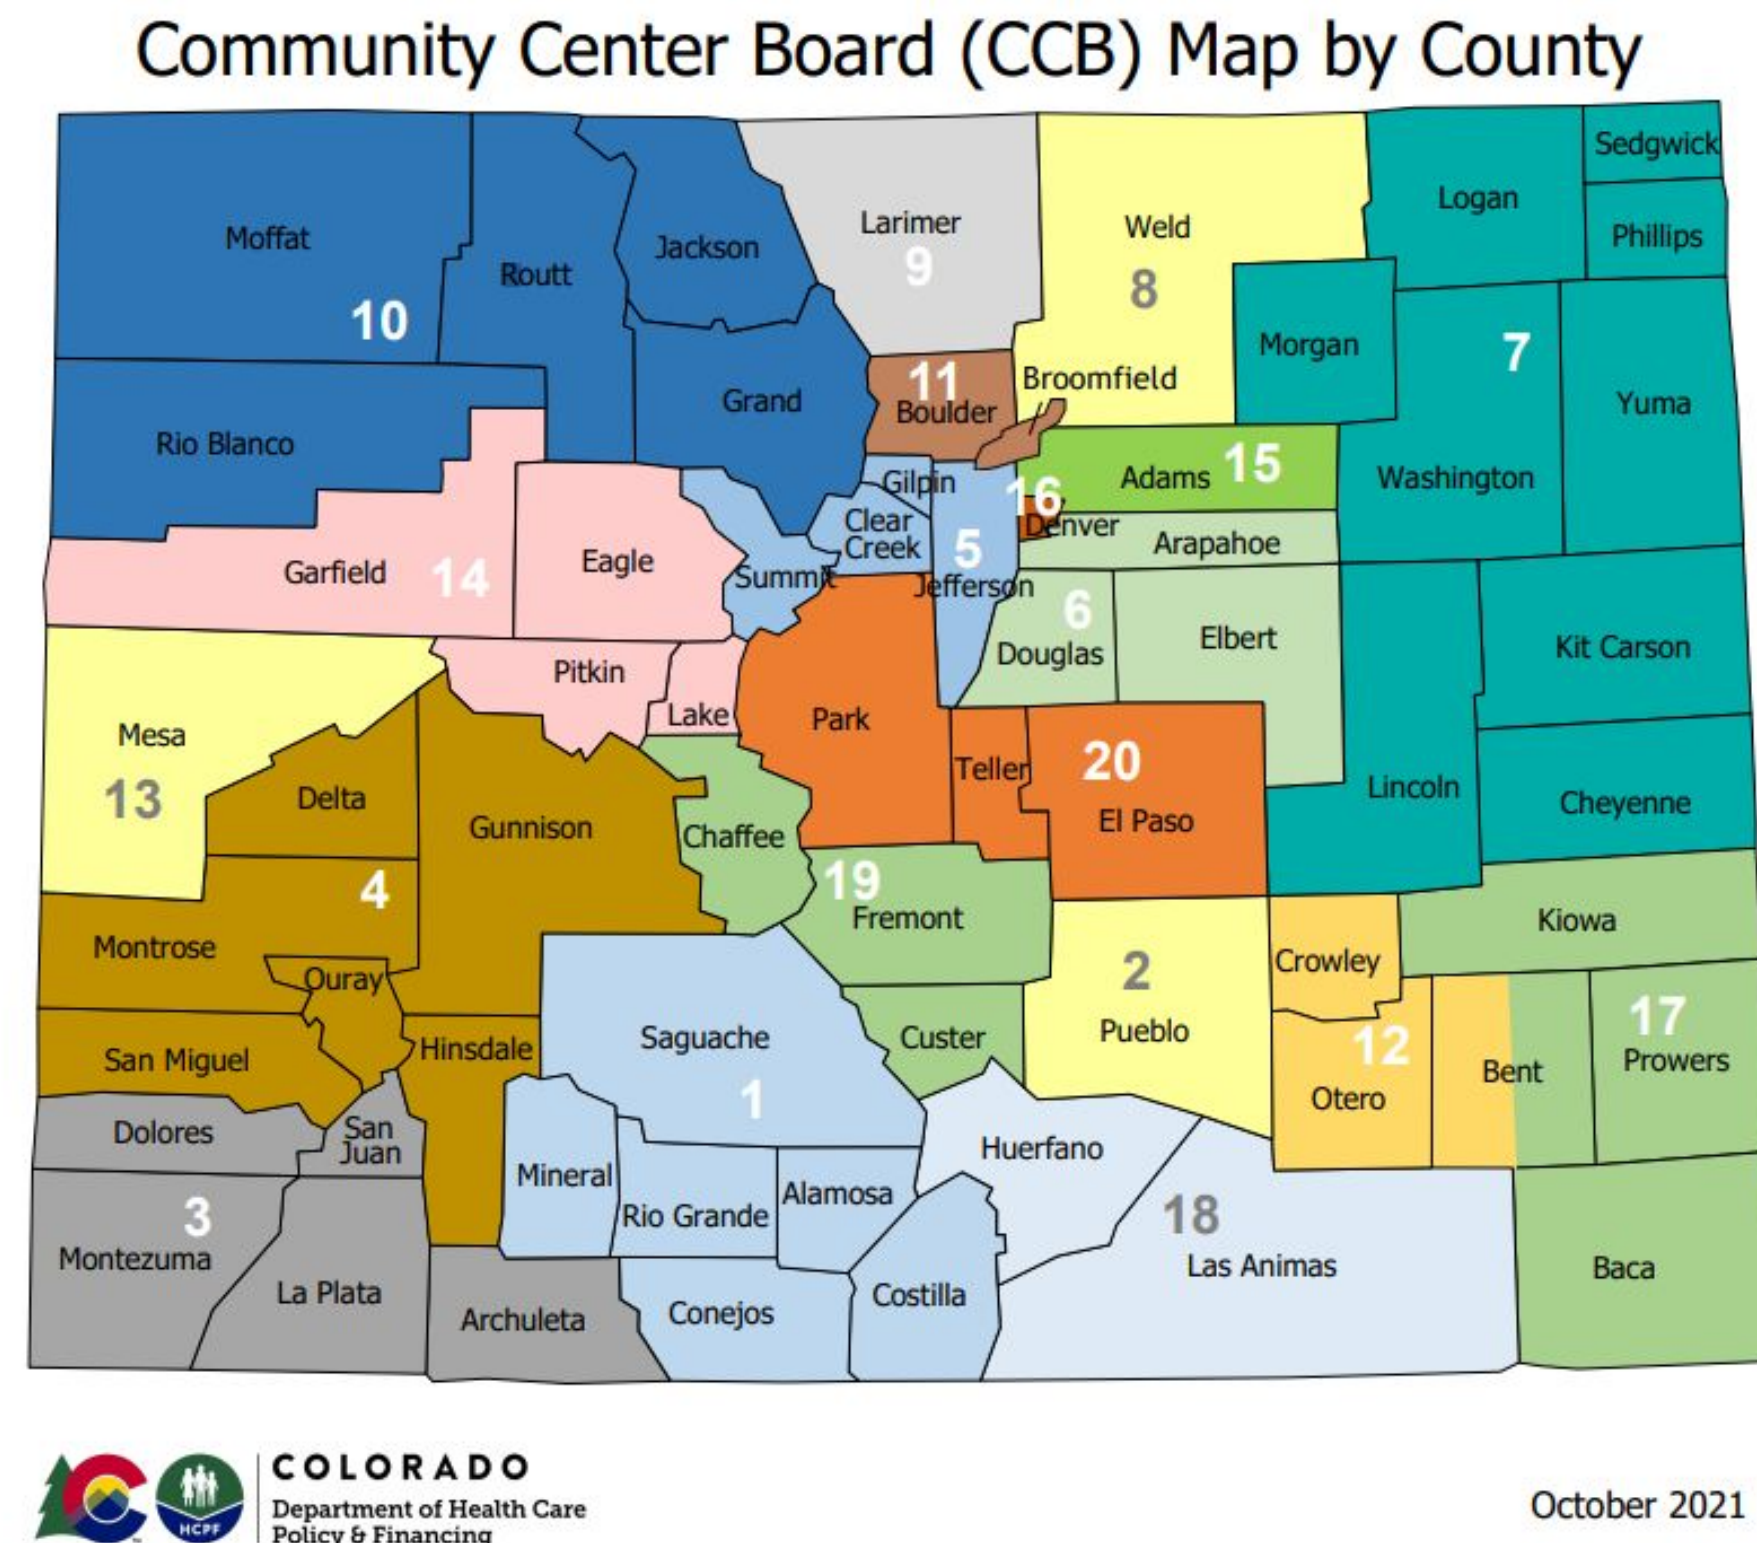 Community Center Board (CCB) Map by County
Sedgwick
Logan
Phillips
Moffat
Routt
Jackson
Larimer
9
Weld
8
10
Morgan
7
Yuma
Broomfield
11
Boulder
Grand
Rio Blanco
Gilpin
16
Adams
15
Washington
Clear
Creek
5
Denver
Arapahoe
Garfield
14
Eagle
Summit
Jefferson
6
Douglas
Elbert
Kit Carson
Pitkin
Lake
Park
Mesa
13
Delta
Gunnison
Chaffee
Teller
20
El Paso
Lincoln
Cheyenne
4
19
Fremont
Kiowa
Montrose
Ouray
2
Pueblo
Crowley
San Miguel
Hinsdale
Saguache
1
Custer
12
Otero
Bent
17
Prowers
Dolores
San
Juan
Mineral
Rio Grande
Alamosa
Huerfano
3
Montezuma
La Plata
Archuleta
Conejos
Costilla
18
Las Animas
Baca
COLORADO
Department of Health Care
Policy & Financing
HCPF
October 2021